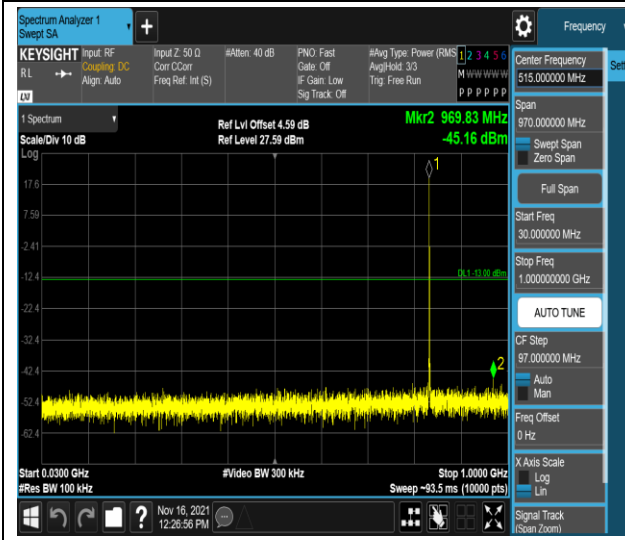 Spectrum Analyzer 1
Swept SA
+
Frequency
KEYSIGHT
RL
LXI
Input: RF
Coupling: DC
Align: Auto
Input Z: 50 Ω
Corr CCorr
Freq Ref: Int (S)
#Atten: 40 dB
PNO: Fast
Gate: Off
IF Gain: Low
Sig Track: Off
#Avg Type: Power (RMS
Avg|Hold: 3/3
Trig: Free Run
1 2 3 4 5 6
M W W W W W
P P P P P P
Center Frequency
515.000000 MHz
Sett
Span
970.000000 MHz
Swept Span
Zero Span
Full Span
Start Freq
30.000000 MHz
Stop Freq
1.000000000 GHz
AUTO TUNE
CF Step
97.000000 MHz
Auto
Man
Freq Offset
0 Hz
X Axis Scale
Log
Lin
Signal Track
(Span Zoom)
1 Spectrum
Scale/Div 10 dB
Log
Ref Lvl Offset 4.59 dB
Ref Level 27.59 dBm
Mkr2 969.83 MHz
-45.16 dBm
1
17.6
7.59
-2.41
-12.4
DL1 -13.00 dBm
-22.4
-32.4
-42.4
2
-52.4
-62.4
Start 0.0300 GHz
#Res BW 100 kHz
#Video BW 300 kHz
Stop 1.0000 GHz
Sweep ~93.5 ms (10000 pts)
?
Nov 16, 2021
12:26:56 PM